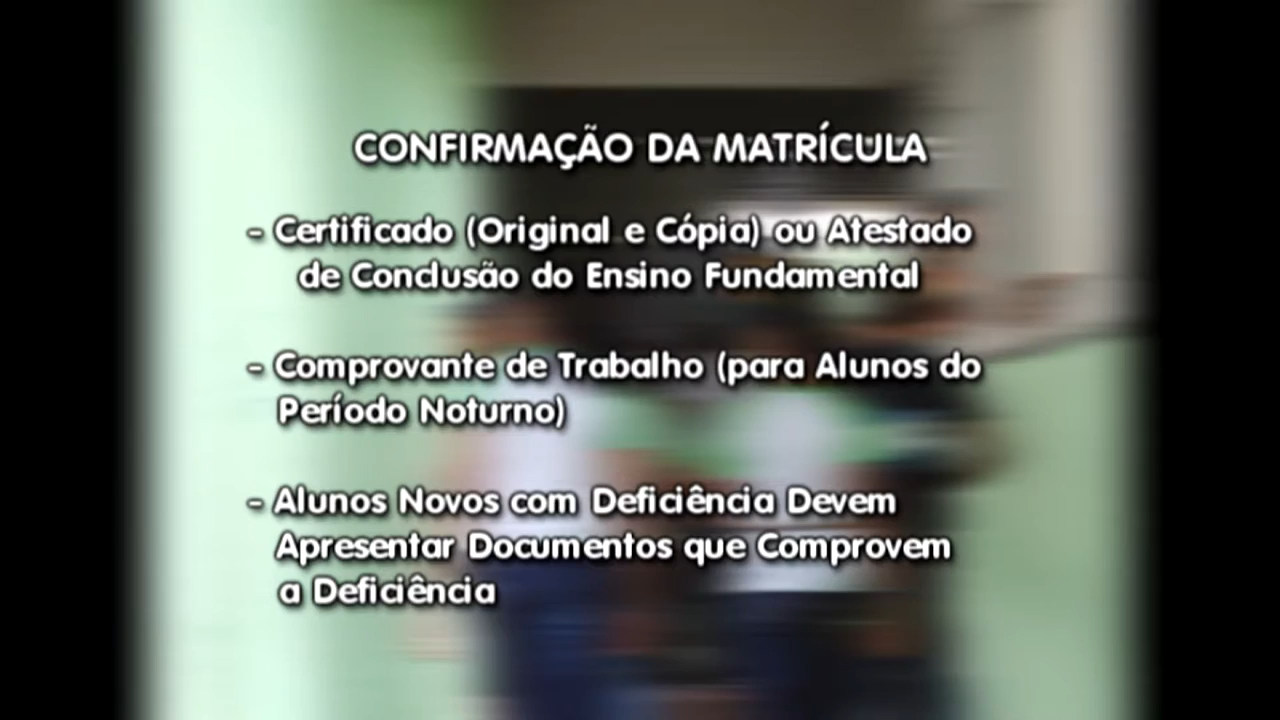 CONFIRMAÇÃO DA MATRÍCULA
- Certificado (Original e Cópia) ou Atestado
de Conclusão do Ensino Fundamental
- Comprovante de Trabalho (para Alunos do
Período Noturno)
- Alunos Novos com Deficiência Devem
Apresentar Documentos que Comprovem
a Deficiência